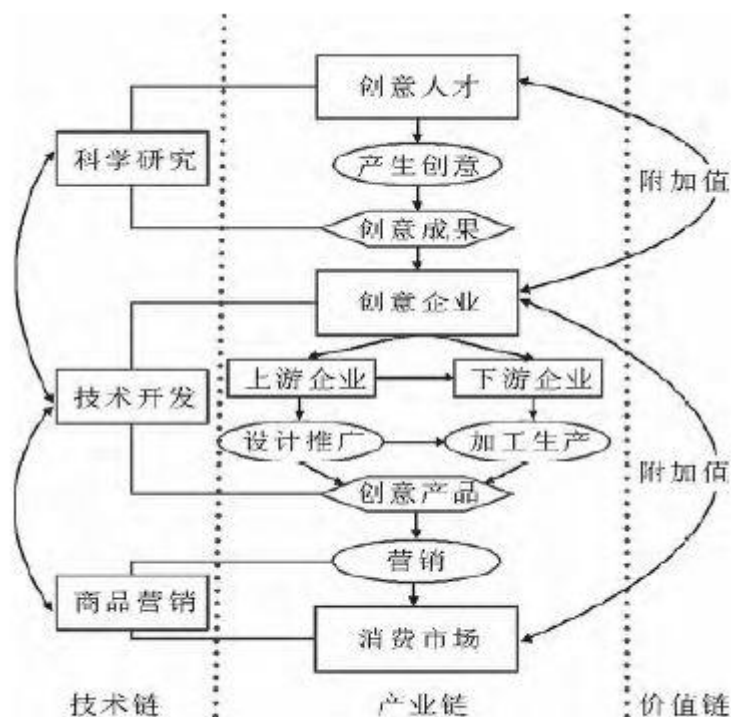 创意人才
科学研究
产生创意
附加值
创意成果
创意企业
上游企业
下游企业
技术开发
设计推广
加工生产
附加值
创意产品
营销
商品营销
消费市场
技术链
产业链
价值链